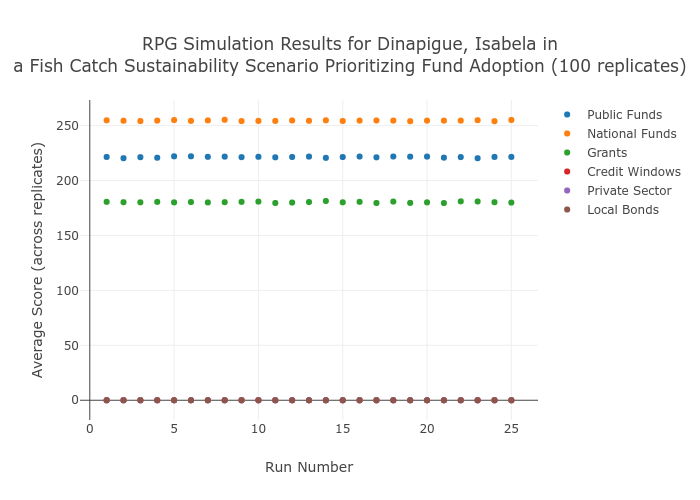 RPG Simulation Results for Dinapigue, Isabela in
a Fish Catch Sustainability Scenario Prioritizing Fund Adoption (100 replicates)
Average Score (across replicates)
250
200
150
100
50
0
0 5 10 15 20 25
Run Number
Public Funds
National Funds
Grants
Credit Windows
Private Sector
Local Bonds